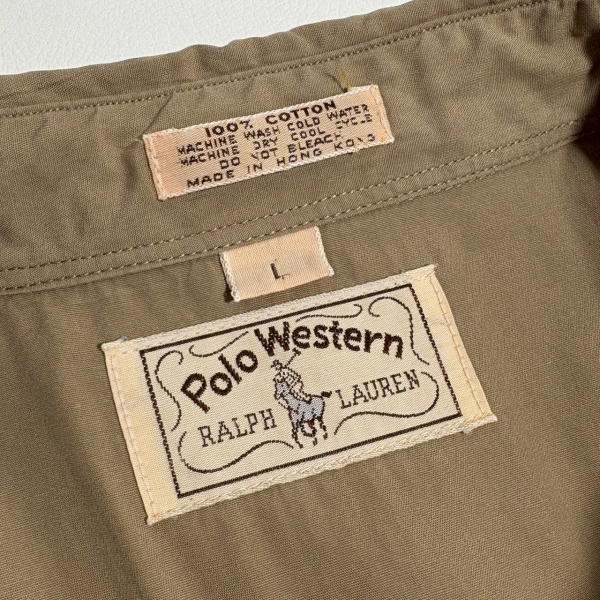 100% COTTON
MACHINE WASH COLD WATER
MACHINE DRY COOL CYCLE
DO NOT BLEACH
MADE IN HONG KONG
L
Polo Western
RALPH LAUREN